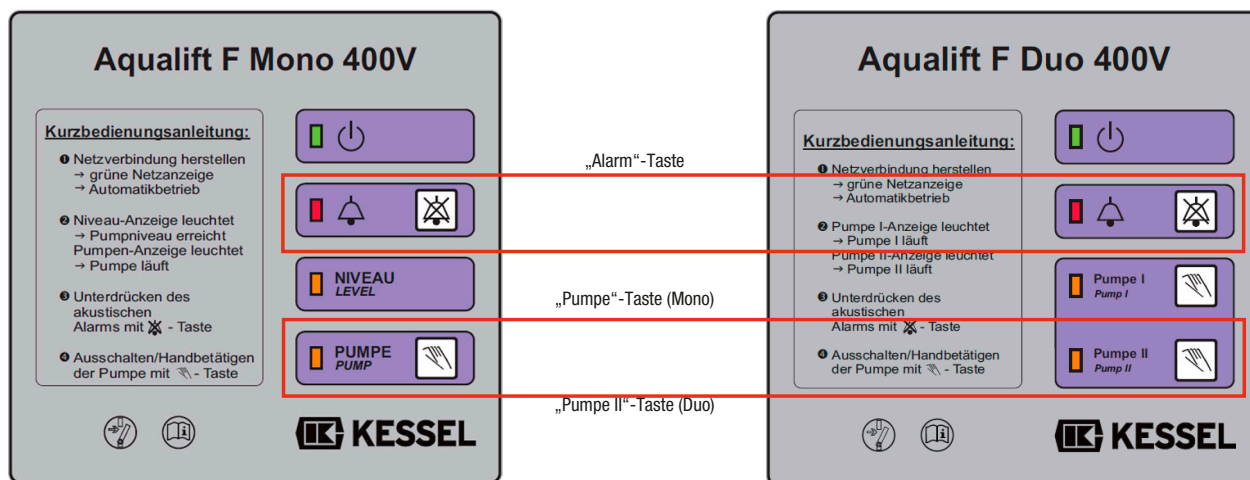 Aqualift F Mono 400V
Kurzbedienungsanleitung:
❶ Netzverbindung herstellen
→ grüne Netzanzeige
→ Automatikbetrieb
❷ Niveau-Anzeige leuchtet
→ Pumpniveau erreicht
Pumpen-Anzeige leuchtet
→ Pumpe läuft
❸ Unterdrücken des
akustischen
Alarms mit - Taste
❹ Ausschalten/Handbetätigen
der Pumpe mit - Taste
NIVEAU
LEVEL
PUMPE
PUMP
KESSEL
„Alarm“-Taste
„Pumpe“-Taste (Mono)
„Pumpe II“-Taste (Duo)
Aqualift F Duo 400V
Kurzbedienungsanleitung:
❶ Netzverbindung herstellen
→ grüne Netzanzeige
→ Automatikbetrieb
❷ Pumpe I-Anzeige leuchtet
→ Pumpe I läuft
Pumpe II-Anzeige leuchtet
→ Pumpe II läuft
❸ Unterdrücken des
akustischen
Alarms mit - Taste
❹ Ausschalten/Handbetätigen
der Pumpe mit - Taste
Pumpe I
Pump I
Pumpe II
Pump II
KESSEL